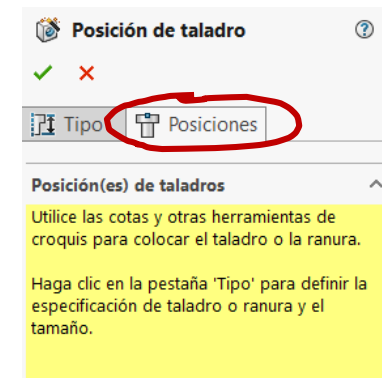 Posición de taladro
Tipo
Posiciones
Posición(es) de taladros
Utilice las cotas y otras herramientas de
croquis para colocar el taladro o la ranura.
Haga clic en la pestaña 'Tipo' para definir la
especificación de taladro o ranura y el
tamaño.